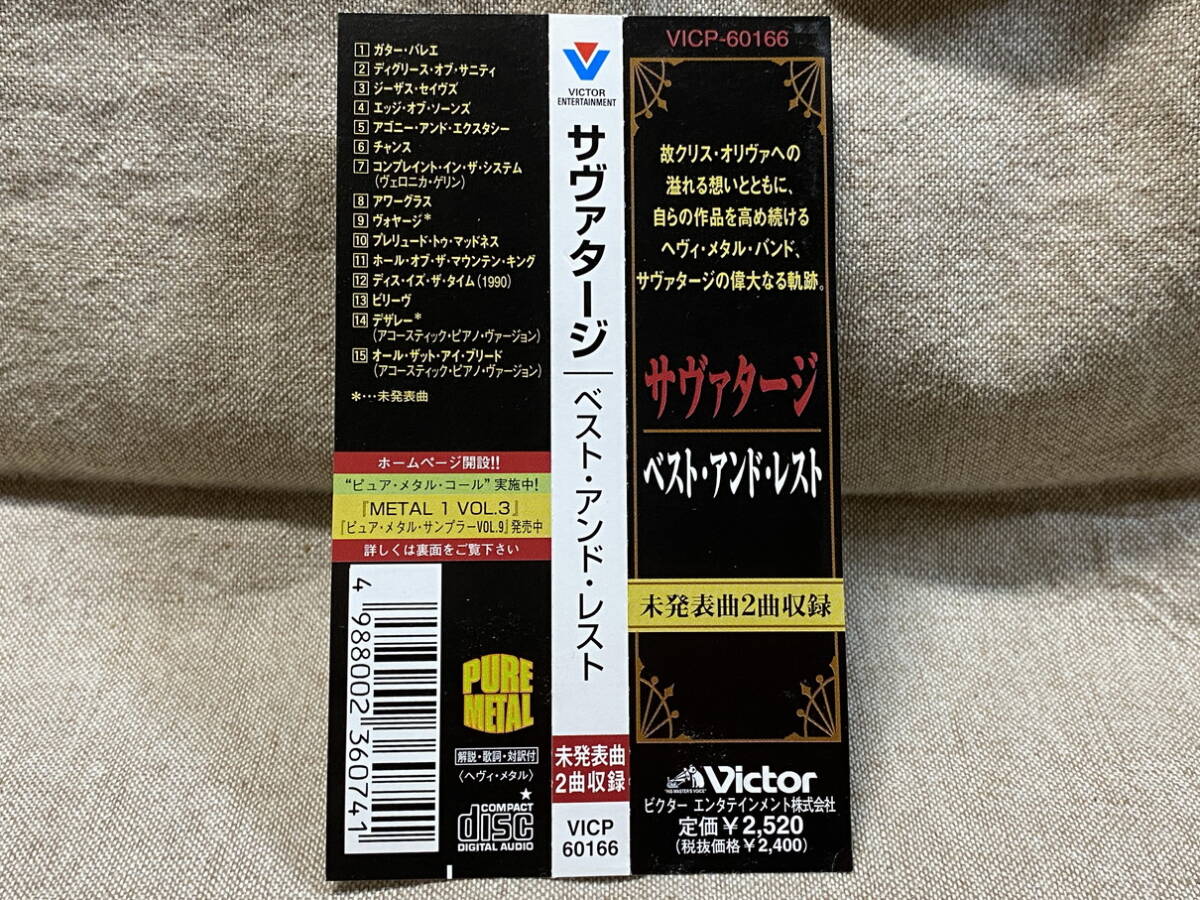 1 ガター・バレエ
2 ディグリース・オブ・サニティ
3 ジーザス・セイヴズ
4 エッジ・オブ・ソーンズ
5 アゴニー・アンド・エクスタシー
6 チャンス
7 コンプレイント・イン・ザ・システム
(ヴェロニカ・ゲリン)
8 アワーグラス
9 ヴォヤージ*
10 プレリュード・トゥ・マッドネス
11 ホール・オブ・ザ・マウンテン・キング
12 ディス・イズ・ザ・タイム(1990)
13 ビリーヴ
14 デザレー*
(アコースティック・ピアノ・ヴァージョン)
15 オール・ザット・アイ・ブリード
(アコースティック・ピアノ・ヴァージョン)
*…未発表曲
ホームページ開設!!
“ピュア・メタル・コール”実施中!
『METAL 1 VOL.3』
『ピュア・メタル・サンプラーVOL.9』発売中
詳しくは裏面をご覧下さい
4 988002 360741
PURE
METAL
解説・歌詞・対訳付
〈ヘヴィ・メタル〉
★
COMPACT
disc
DIGITAL AUDIO
VICTOR
ENTERTAINMENT
サヴァタージ
ベスト・アンド・レスト
未発表曲
2曲収録
VICP
60166
VICP-60166
故クリス・オリヴァへの
溢れる想いとともに、
自らの作品を高め続ける
ヘヴィ・メタル・バンド、
サヴァタージの偉大なる軌跡。
サヴァタージ
ベスト・アンド・レスト
未発表曲2曲収録
"HIS MASTER'S VOICE"
Victor
ビクター エンタテインメント株式会社
定価¥2,520
(税抜価格¥2,400)